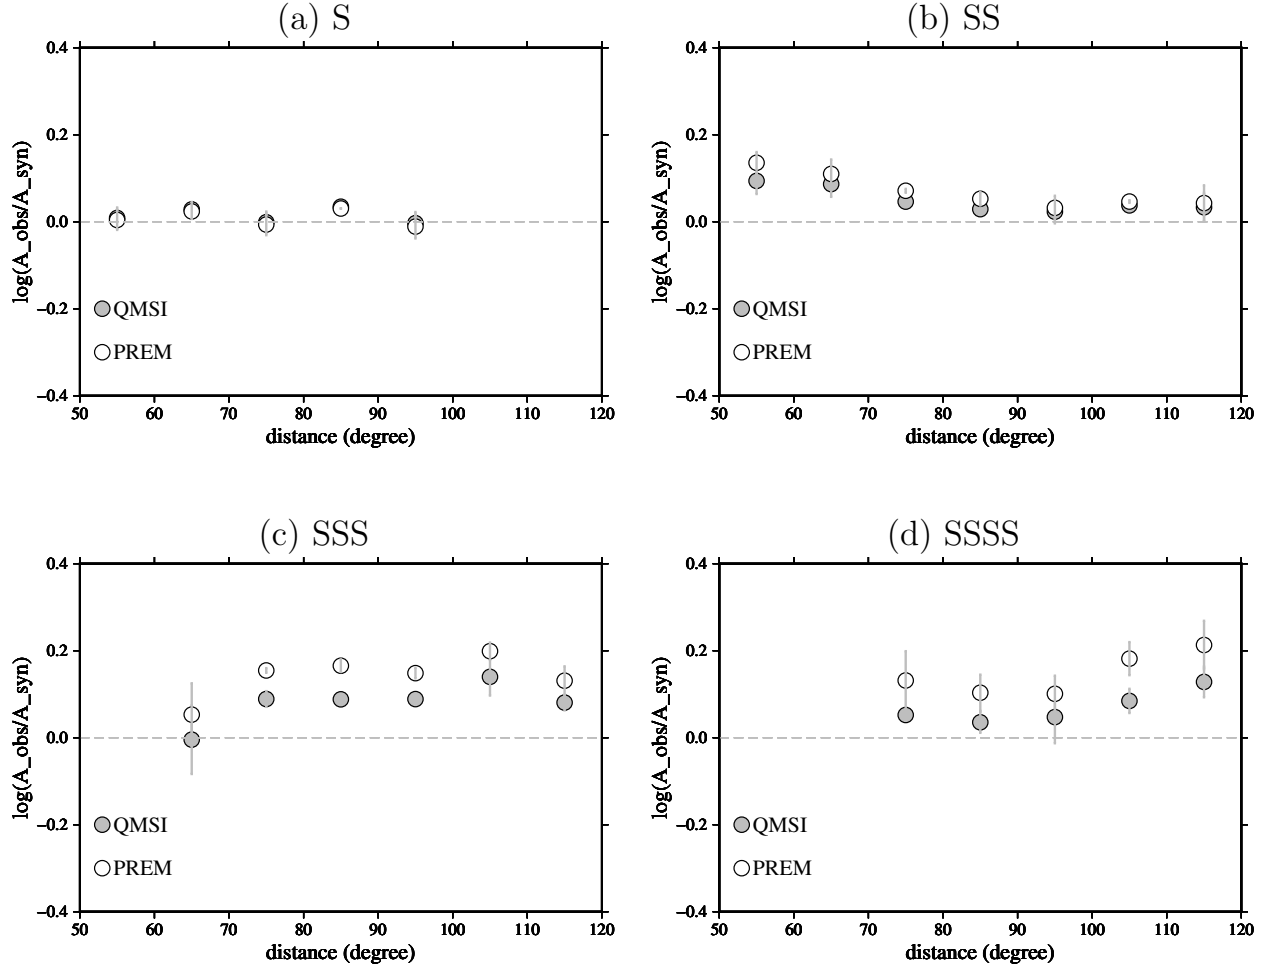 (a) S
0.4
0.2
0.0
−0.2
−0.4
log(A_obs/A_syn)
QMSI
PREM
50 60 70 80 90 100 110 120
distance (degree)
(b) SS
0.4
0.2
0.0
−0.2
−0.4
log(A_obs/A_syn)
QMSI
PREM
50 60 70 80 90 100 110 120
distance (degree)
(c) SSS
0.4
0.2
0.0
−0.2
−0.4
log(A_obs/A_syn)
QMSI
PREM
50 60 70 80 90 100 110 120
distance (degree)
(d) SSSS
0.4
0.2
0.0
−0.2
−0.4
log(A_obs/A_syn)
QMSI
PREM
50 60 70 80 90 100 110 120
distance (degree)